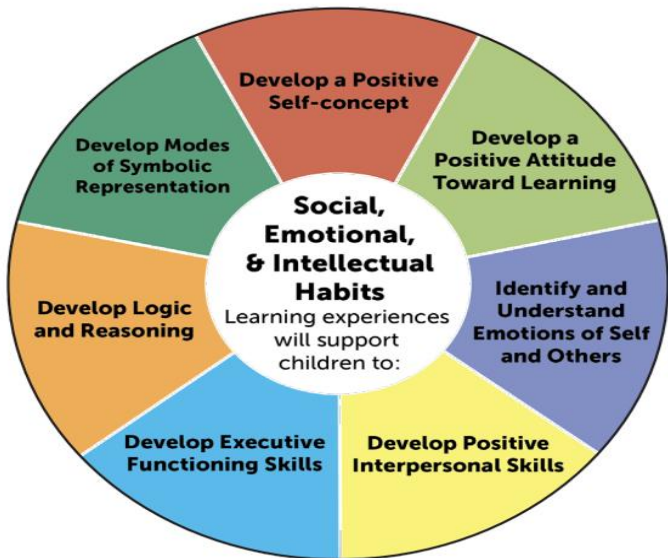 Develop a Positive
Self-concept
Develop a
Positive Attitude
Toward Learning
Identify and
Understand
Emotions of Self
and Others
Develop Positive
Interpersonal Skills
Develop Executive
Functioning Skills
Develop Logic
and Reasoning
Develop Modes
of Symbolic
Representation
Social,
Emotional,
& Intellectual
Habits
Learning experiences
will support
children to: